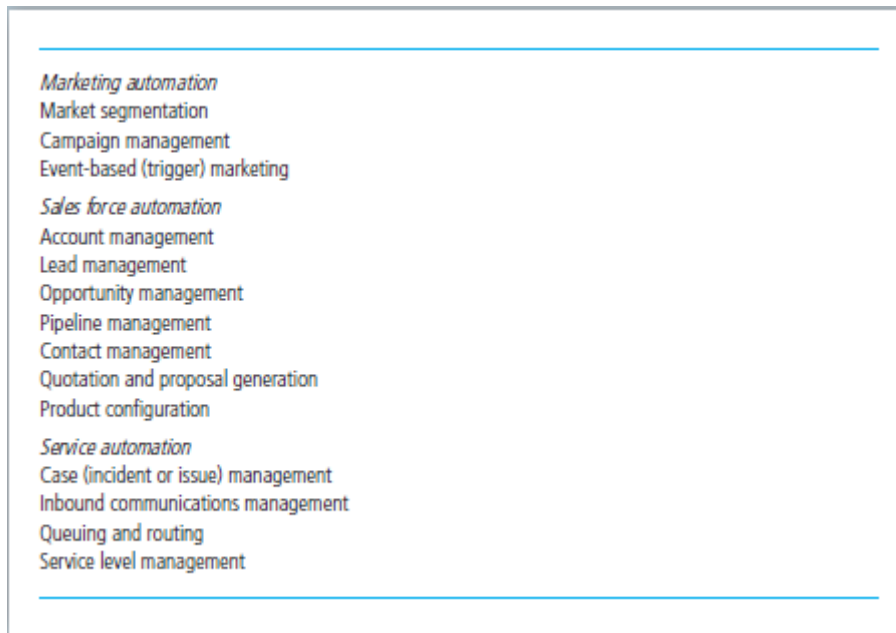 Marketing automation
Market segmentation
Campaign management
Event-based (trigger) marketing
Sales force automation
Account management
Lead management
Opportunity management
Pipeline management
Contact management
Quotation and proposal generation
Product configuration
Service automation
Case (incident or issue) management
Inbound communications management
Queuing and routing
Service level management